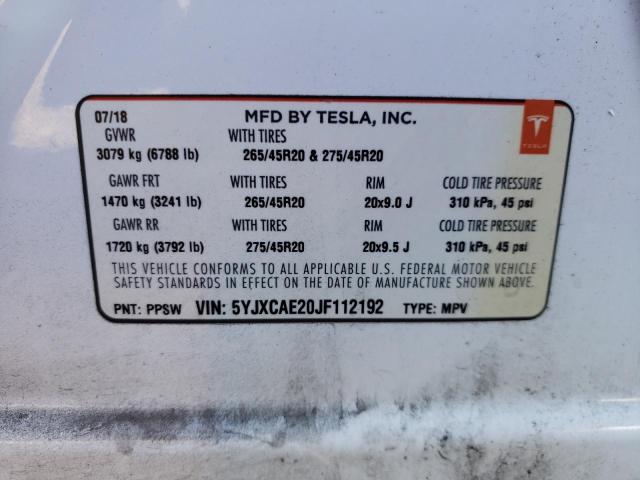 07/18 MFD BY TESLA, INC.
GVWR WITH TIRES
3079 kg (6788 lb) 265/45R20 & 275/45R20
TESLA
GAWR FRT WITH TIRES RIM COLD TIRE PRESSURE
1470 kg (3241 lb) 265/45R20 20x9.0 J 310 kPa, 45 psi
GAWR RR WITH TIRES RIM COLD TIRE PRESSURE
1720 kg (3792 lb) 275/45R20 20x9.5 J 310 kPa, 45 psi
THIS VEHICLE CONFORMS TO ALL APPLICABLE U.S. FEDERAL MOTOR VEHICLE
SAFETY STANDARDS IN EFFECT ON THE DATE OF MANUFACTURE SHOWN ABOVE.
PNT: PPSW VIN: 5YJXCAE20JF112192 TYPE: MPV